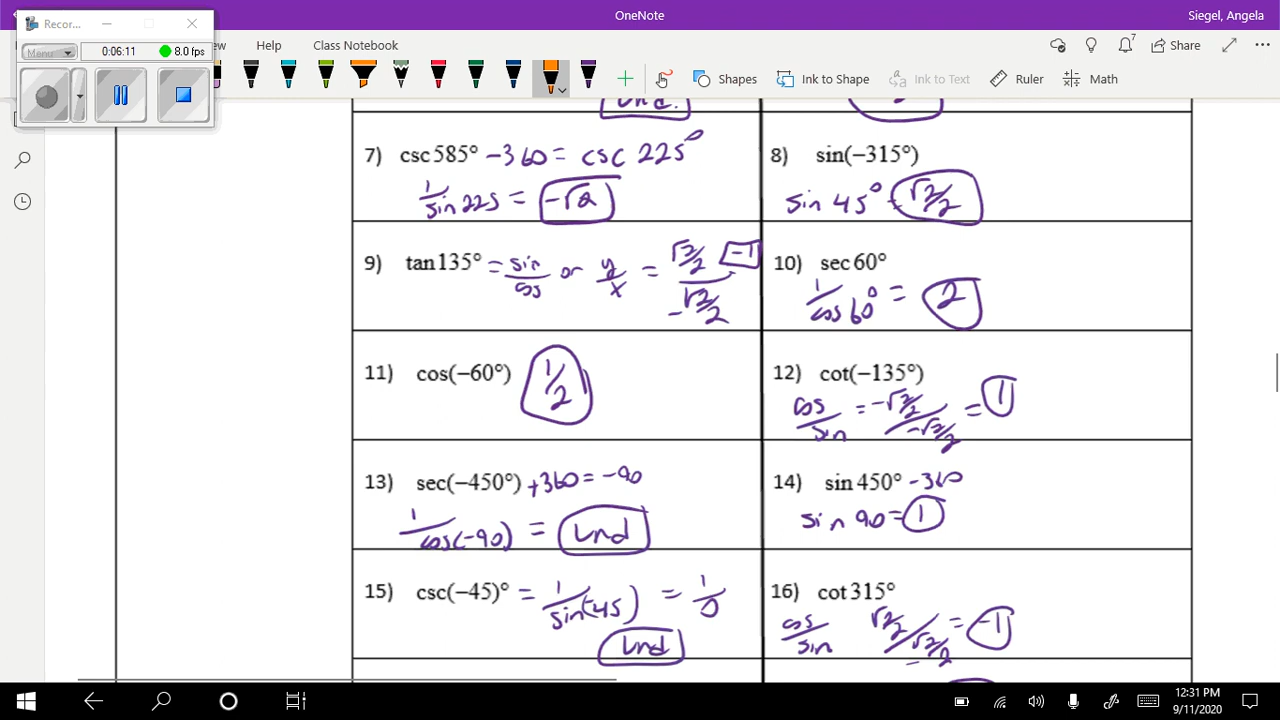 Recor...
OneNote
Siegel, Angela
Menu
0:06:11
8.0 fps
Help
Class Notebook
Share
Shapes
Ink to Shape
Ink to Text
Ruler
Math
und.
7) csc 585° -360 = csc 225°
1/sin 225 = -√2
8) sin(−315°)
sin 45° = √2/2
9) tan 135° = sin/cos or y/x = √2/2 / -√2/2 -1
10) sec 60°
1/cos 60° = 2
11) cos(−60°) 1/2
12) cot(−135°)
cos/sin = -√2/2 / -√2/2 = 1
13) sec(−450°) +360 = -90
1/cos(-90) = und
14) sin 450° -360
sin 90 = 1
15) csc(−45)° = 1/sin(-45) = 1/0
und
16) cot 315°
cos/sin √2/2 / -√2/2 = -1
12:31 PM
9/11/2020